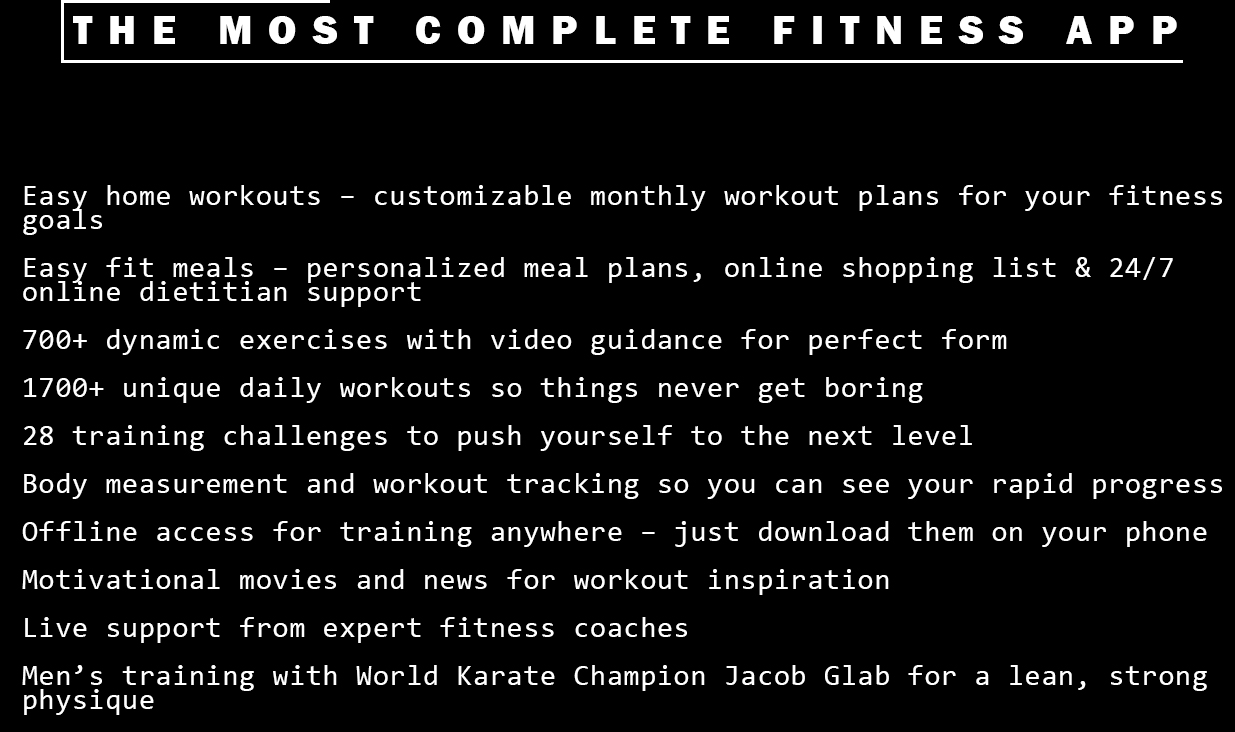 THE MOST COMPLETE FITNESS APP
Easy home workouts – customizable monthly workout plans for your fitness
goals
Easy fit meals – personalized meal plans, online shopping list & 24/7
online dietitian support
700+ dynamic exercises with video guidance for perfect form
1700+ unique daily workouts so things never get boring
28 training challenges to push yourself to the next level
Body measurement and workout tracking so you can see your rapid progress
Offline access for training anywhere – just download them on your phone
Motivational movies and news for workout inspiration
Live support from expert fitness coaches
Men’s training with World Karate Champion Jacob Glab for a lean, strong
physique